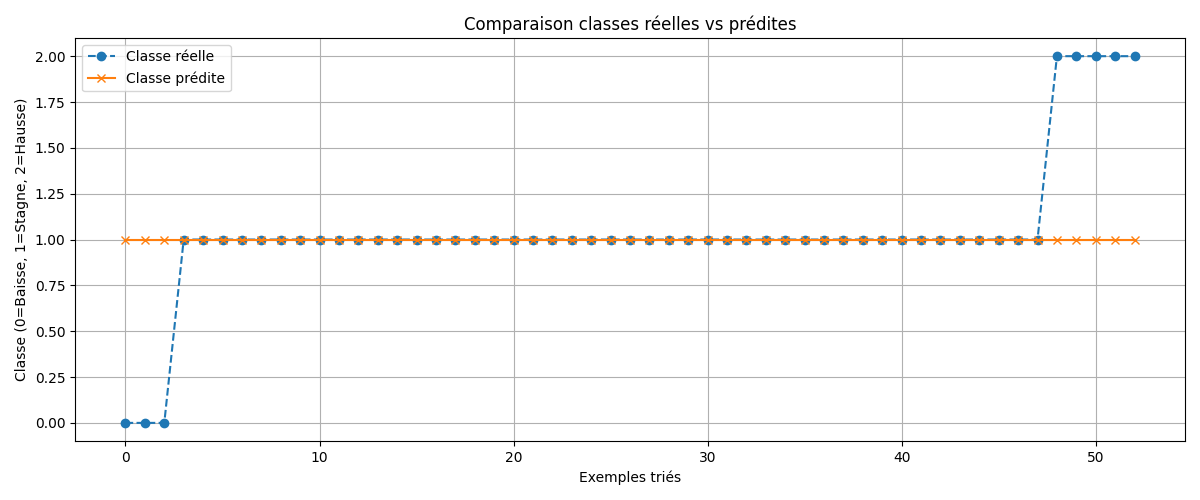 Comparaison classes réelles vs prédites
Classe réelle
Classe prédite
Classe (0=Baisse, 1=Stagne, 2=Hausse)
2.00
1.75
1.50
1.25
1.00
0.75
0.50
0.25
0.00
0 10 20 30 40 50
Exemples triés